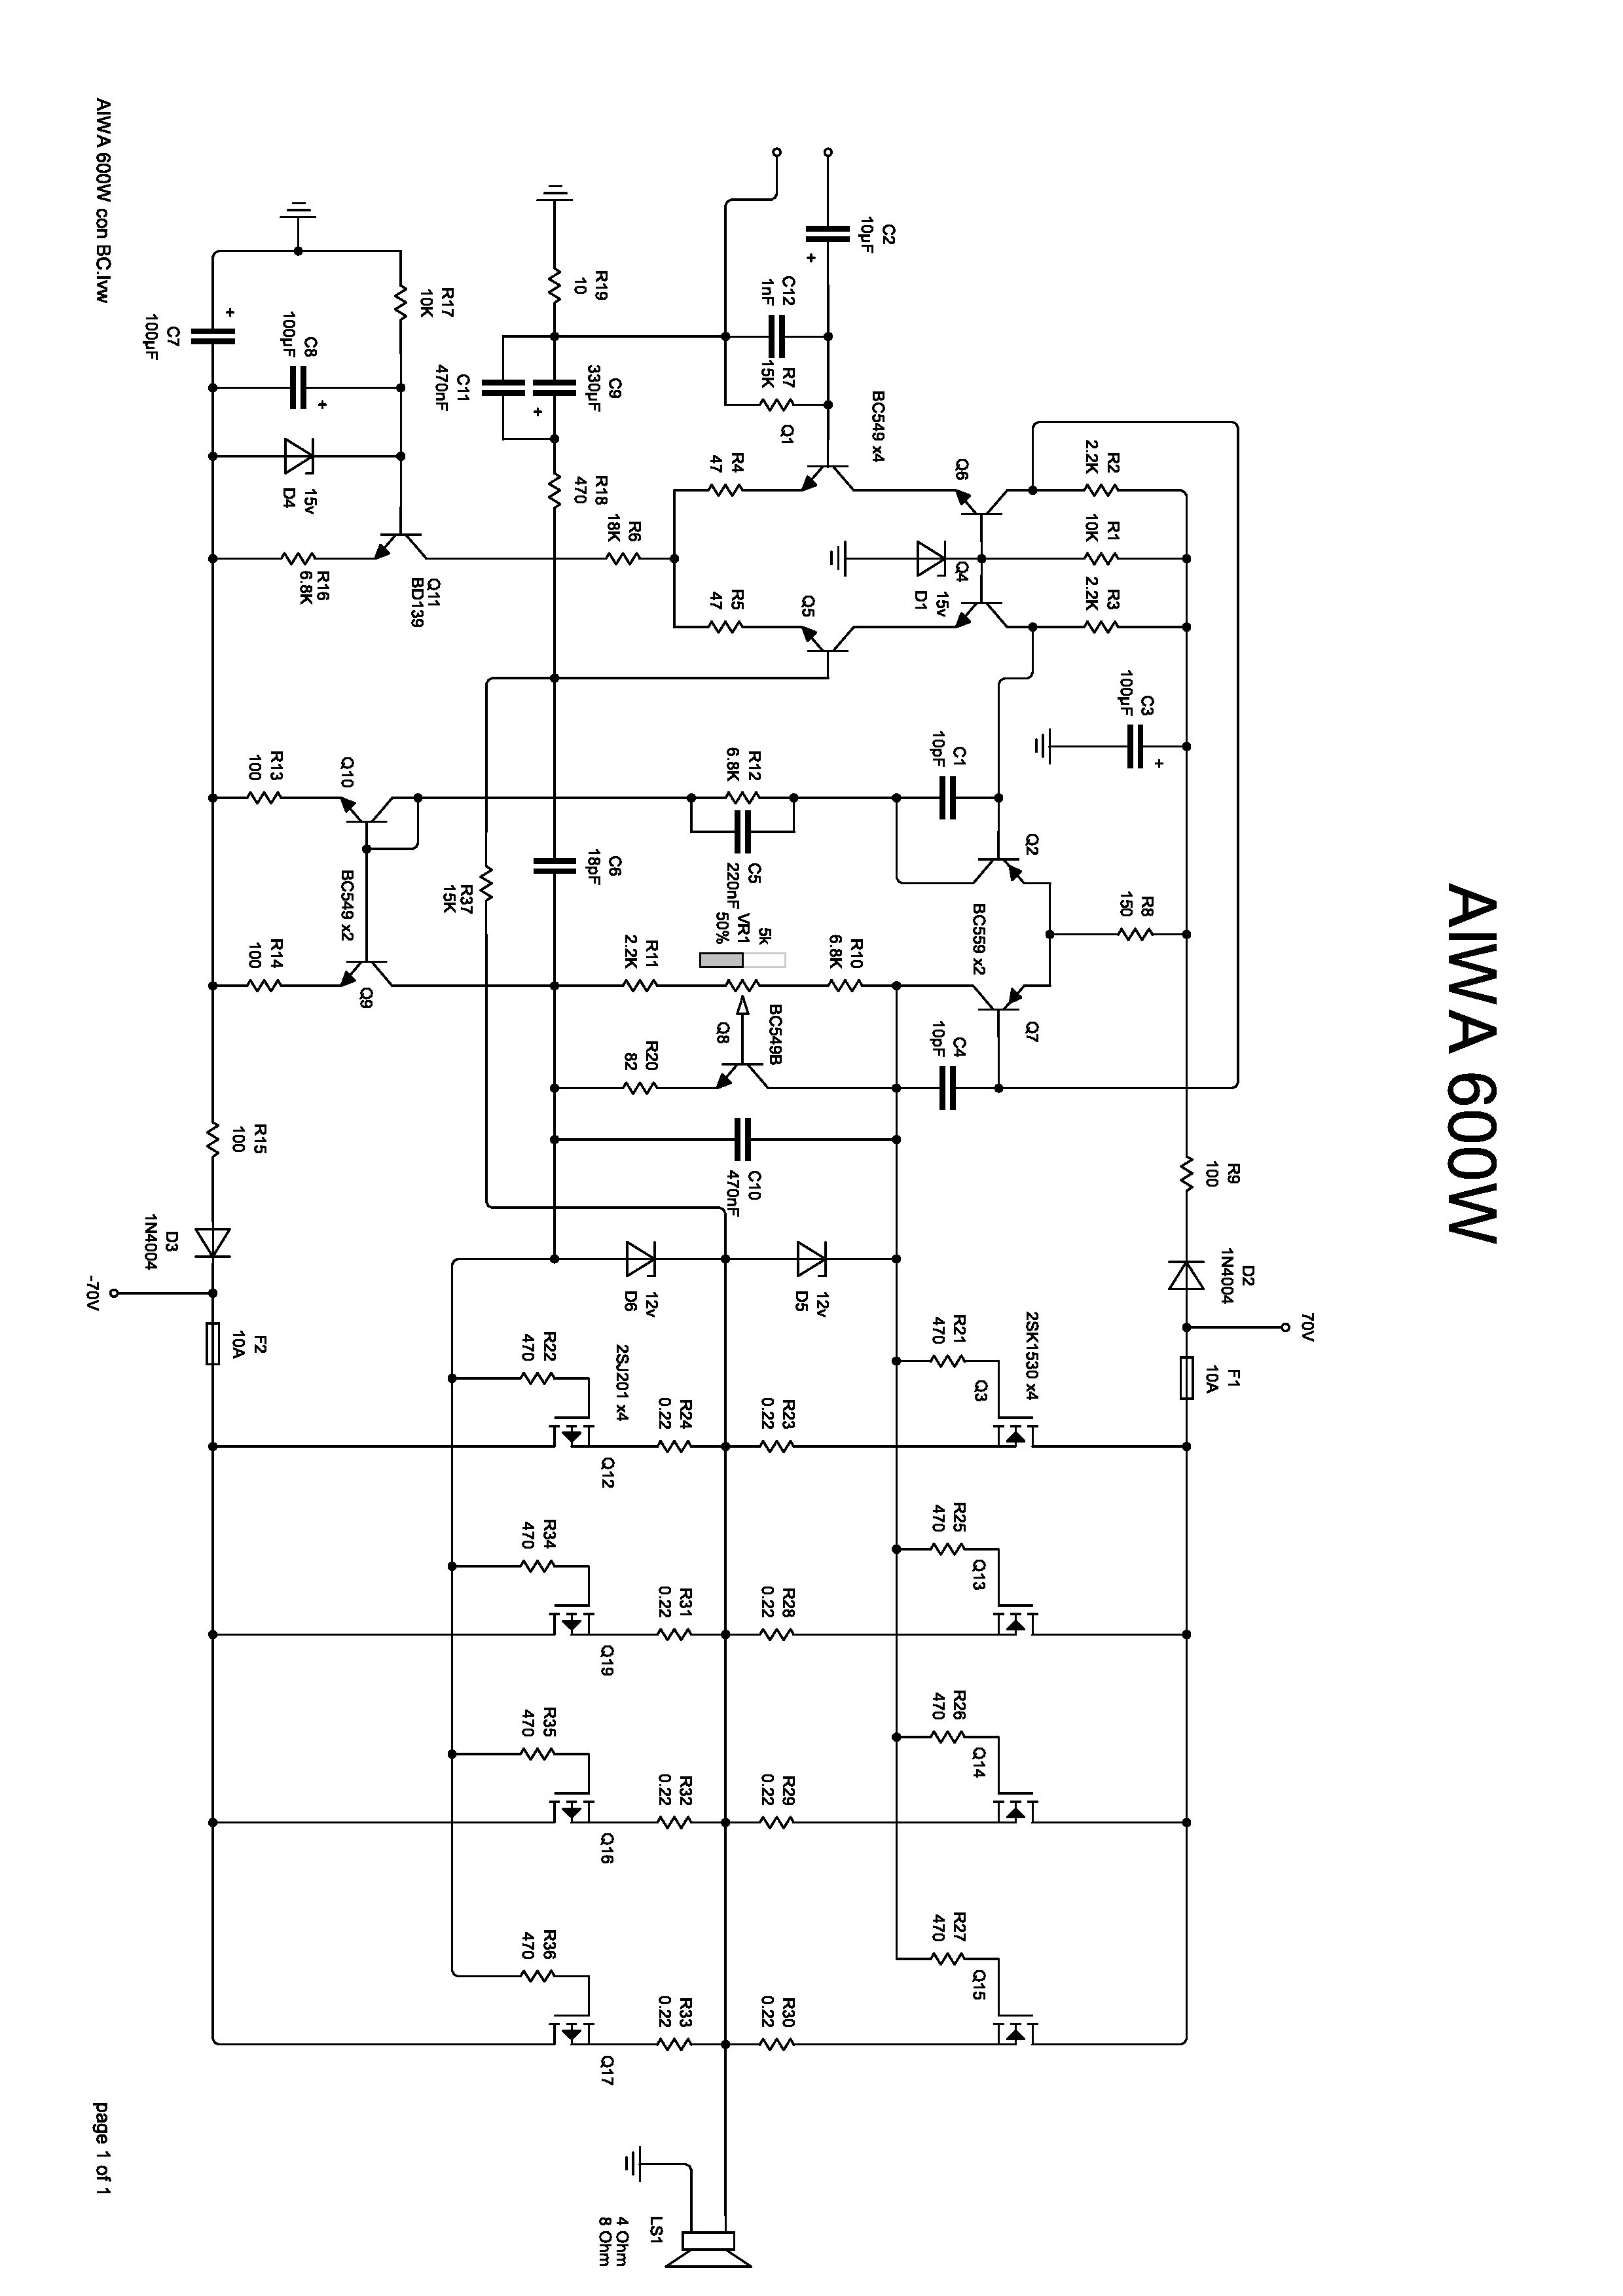 AIWA 600W
70V
D2
1N4004
F1
10A
R9
100
R2
2.2K
R1
10K
R3
2.2K
C3
100µF
+
R8
150
2SK1530 x4
Q6
Q4
15v
D1
Q2
BC559 x2
Q7
C1
10pF
C4
10pF
R21
470
Q3
R25
470
Q13
R26
470
Q14
R27
470
Q15
C2
10µF
+
BC549 x4
Q1
Q5
R10
6.8K
12v
D5
C12
1nF
R7
15K
R12
6.8K
C5
220nF
5k
VR1
50%
BC549B
Q8
C10
470nF
R23
0.22
R28
0.22
R29
0.22
R30
0.22
R4
47
R5
47
R11
2.2K
R20
82
12v
D6
R24
0.22
R31
0.22
R32
0.22
R33
0.22
LS1
4 Ohm
8 Ohm
R19
10
C9
330µF
+
R18
470
R6
18K
C6
18pF
2SJ201 x4
Q12
Q19
Q16
Q17
C11
470nF
R37
15K
R22
470
R34
470
R35
470
R36
470
R17
10K
Q11
BD139
Q10
BC549 x2
Q9
C8
100µF
+
15v
D4
R16
6.8K
R13
100
R14
100
R15
100
F2
10A
C7
100µF
+
D3
1N4004
-70V
AIWA 600W con BC.lvw
page 1 of 1